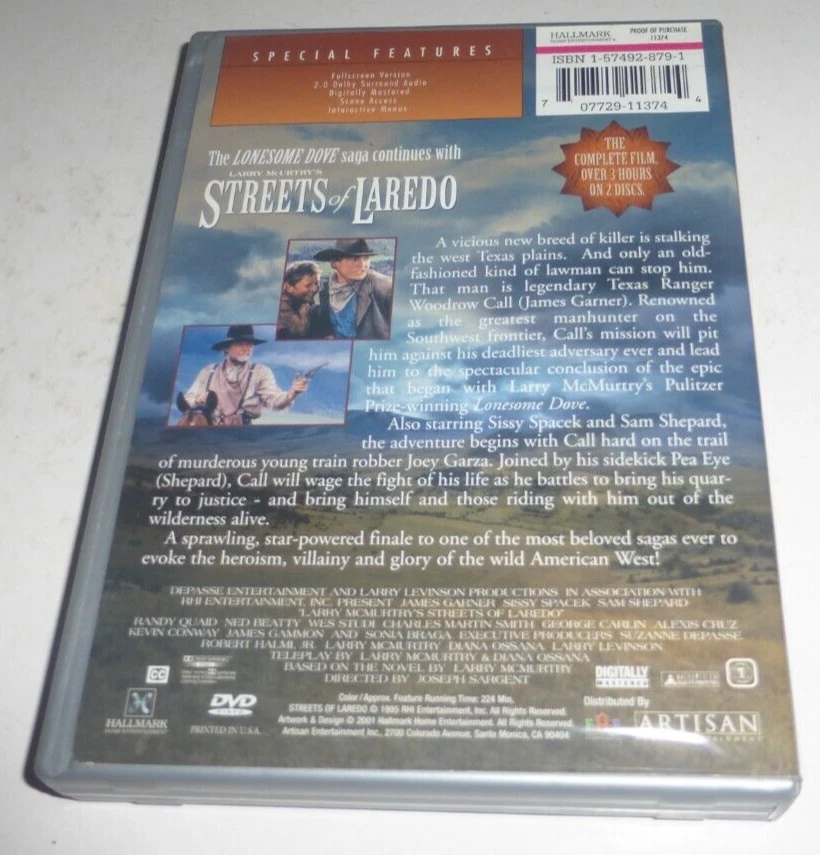 SPECIAL FEATURES
Fullscreen Version
2.0 Dolby Surround Audio
Digitally Mastered
Scene Access
Interactive Menus
HALLMARK
HOME ENTERTAINMENT
PROOF OF PURCHASE
11374
ISBN 1-57492-879-1
7 07729-11374 4
THE
COMPLETE FILM.
OVER 3 HOURS
ON 2 DISCS.
The LONESOME DOVE saga continues with
LARRY McMURTRY'S
STREETS of LAREDO
A vicious new breed of killer is stalking
the west Texas plains. And only an old-
fashioned kind of lawman can stop him.
That man is legendary Texas Ranger
Woodrow Call (James Garner). Renowned
as the greatest manhunter on the
Southwest frontier, Call's mission will pit
him against his deadliest adversary ever and lead
him to the spectacular conclusion of the epic
that began with Larry McMurtry's Pulitzer
Prize-winning Lonesome Dove.
Also starring Sissy Spacek and Sam Shepard,
the adventure begins with Call hard on the trail
of murderous young train robber Joey Garza. Joined by his sidekick Pea Eye
(Shepard), Call will wage the fight of his life as he battles to bring his quar-
ry to justice - and bring himself and those riding with him out of the
wilderness alive.
A sprawling, star-powered finale to one of the most beloved sagas ever to
evoke the heroism, villainy and glory of the wild American West!
DEPASSE ENTERTAINMENT AND LARRY LEVINSON PRODUCTIONS IN ASSOCIATION WITH
RHI ENTERTAINMENT, INC. PRESENT JAMES GARNER SISSY SPACEK SAM SHEPARD
"LARRY MCMURTRY'S STREETS OF LAREDO"
RANDY QUAID NED BEATTY WES STUDI CHARLES MARTIN SMITH GEORGE CARLIN ALEXIS CRUZ
KEVIN CONWAY JAMES GAMMON AND SONIA BRAGA EXECUTIVE PRODUCERS SUZANNE DEPASSE
ROBERT HALMI, JR. LARRY MCMURTRY DIANA OSSANA LARRY LEVINSON
TELEPLAY BY LARRY MCMURTRY & DIANA OSSANA
BASED ON THE NOVEL BY LARRY MCMURTRY
DIRECTED BY JOSEPH SARGENT
CC
DIGITALLY
MASTERED
1
HALLMARK
HOME ENTERTAINMENT
DVD
VIDEO
PRINTED IN U.S.A.
Color/Approx. Feature Running Time: 224 Min.
STREETS OF LAREDO © 1995 RHI Entertainment, Inc. All Rights Reserved.
Artwork & Design © 2001 Hallmark Home Entertainment. All Rights Reserved.
Artisan Entertainment Inc., 2700 Colorado Avenue, Santa Monica, CA 90404
Distributed By
ARTISAN